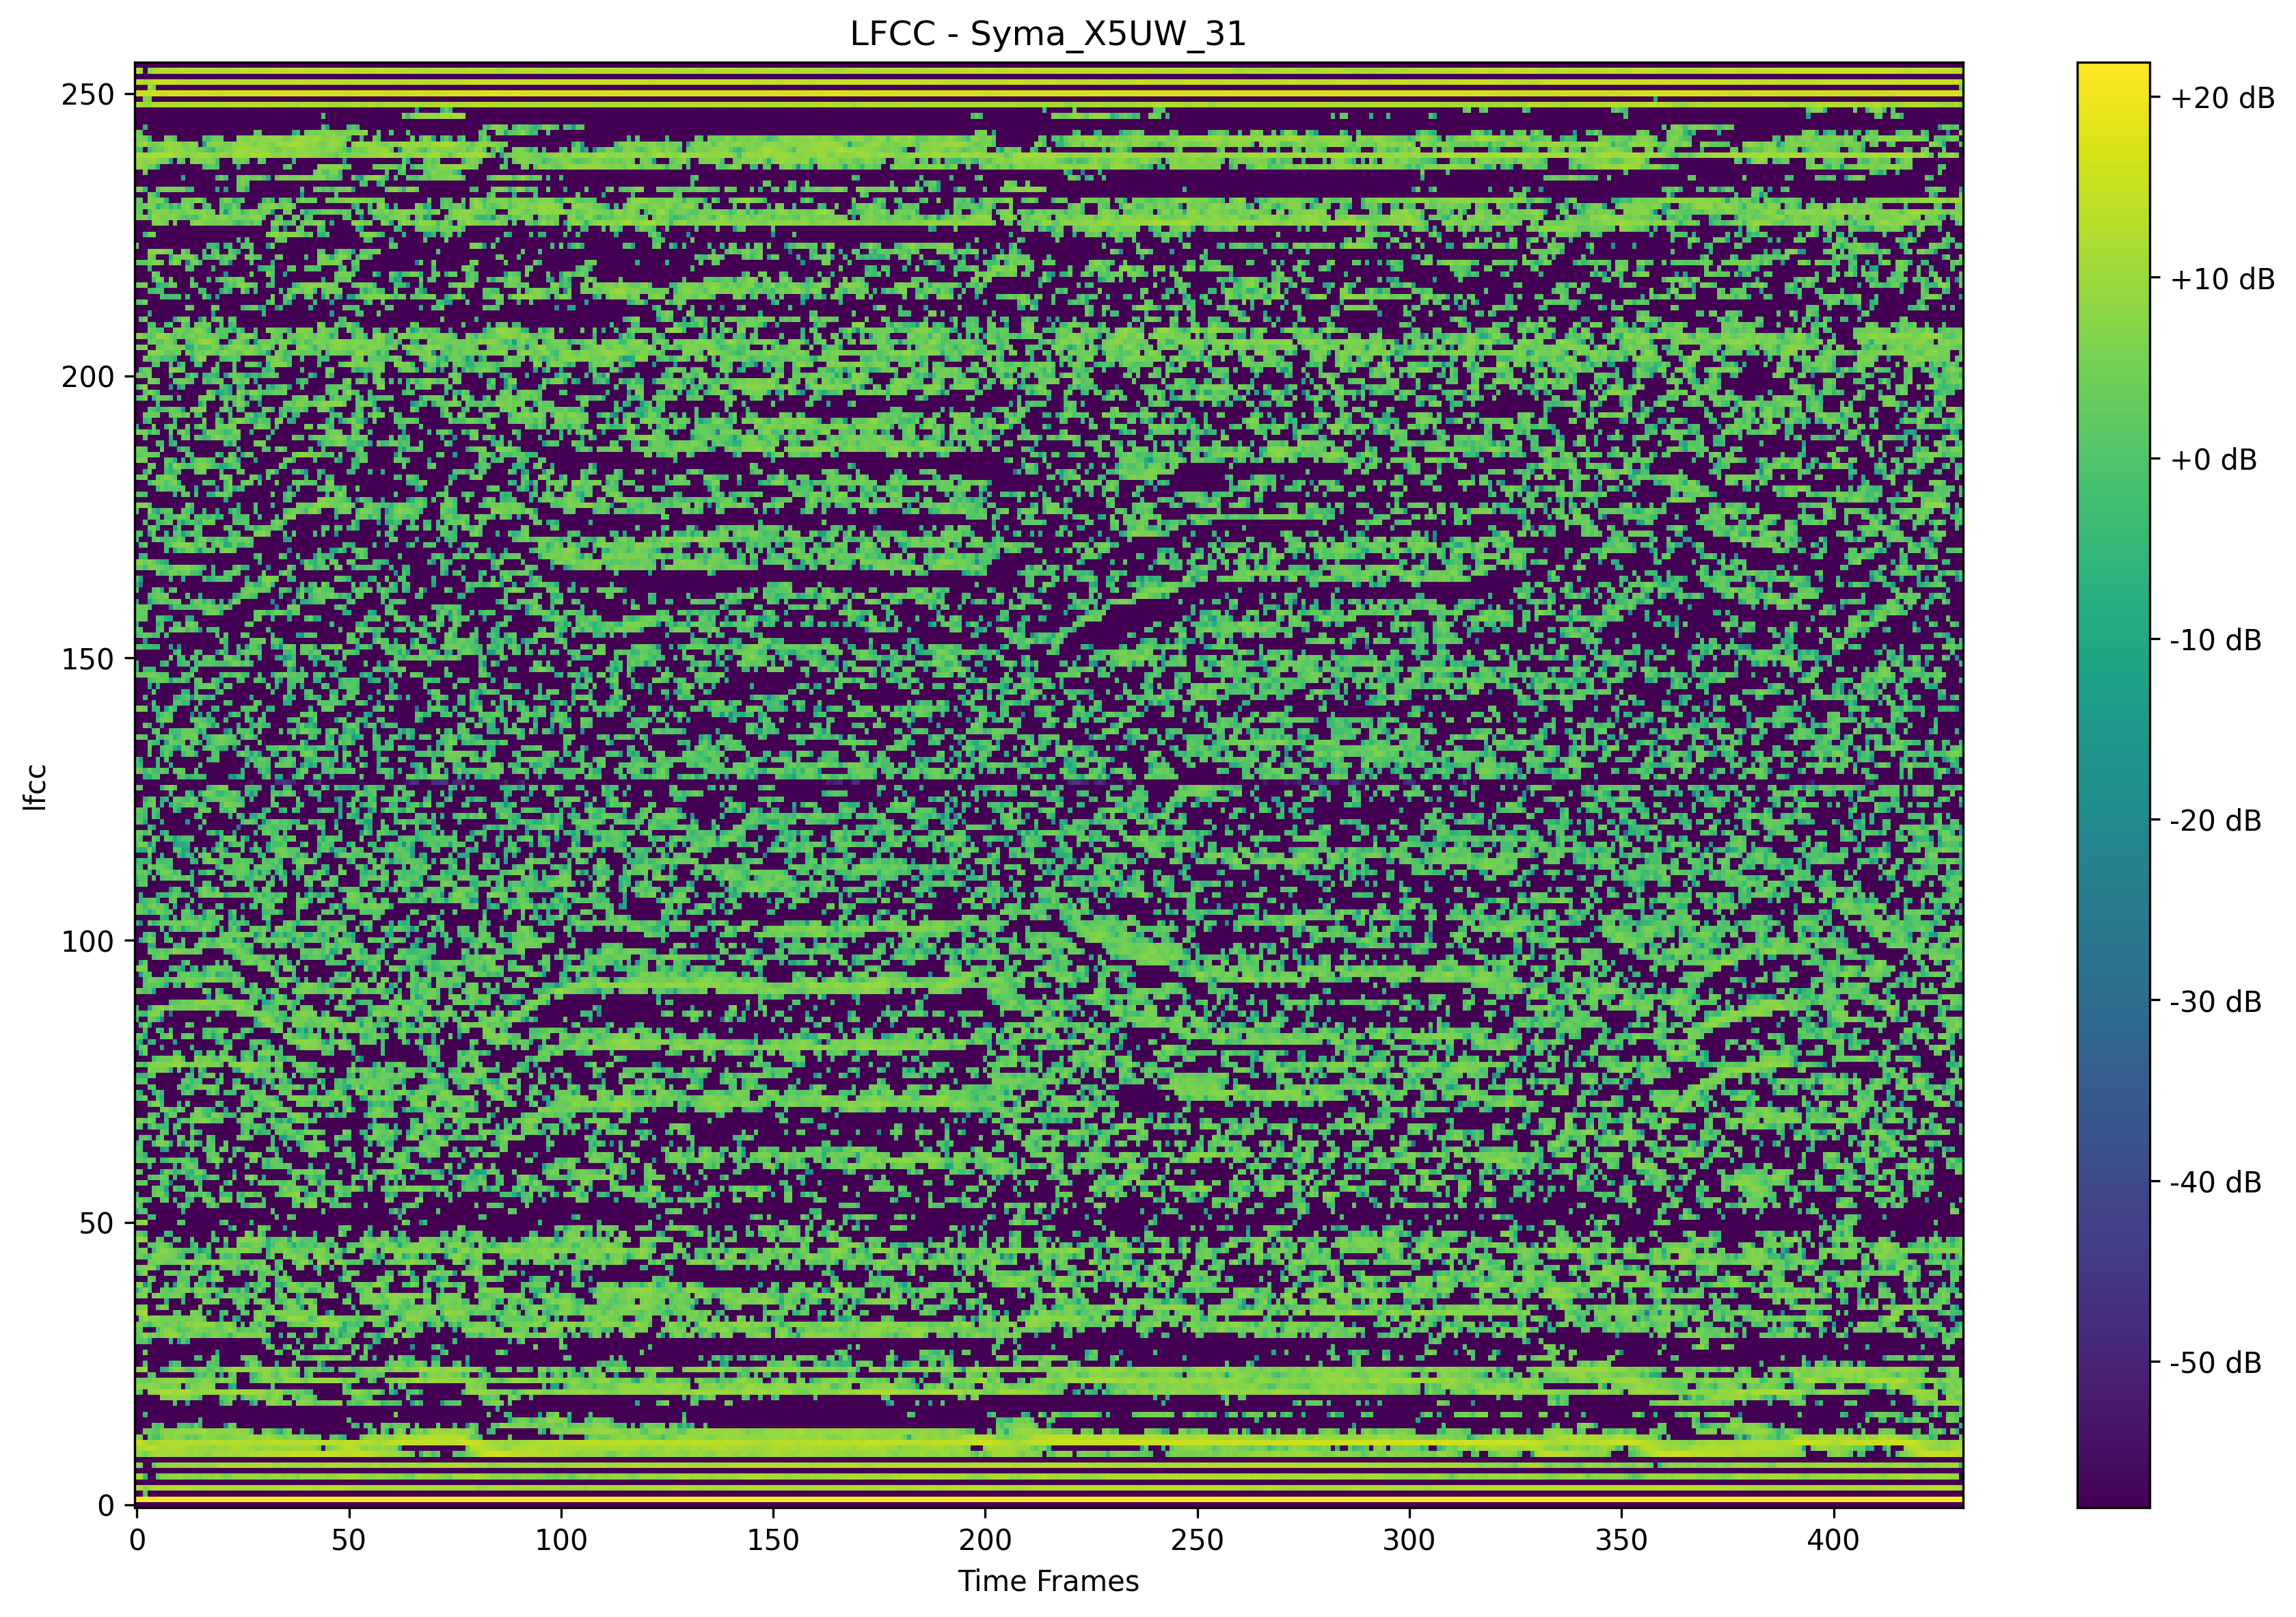 LFCC - Syma_X5UW_31
250
200
150
100
50
0
lfcc
0 50 100 150 200 250 300 350 400
Time Frames
+20 dB
+10 dB
+0 dB
-10 dB
-20 dB
-30 dB
-40 dB
-50 dB